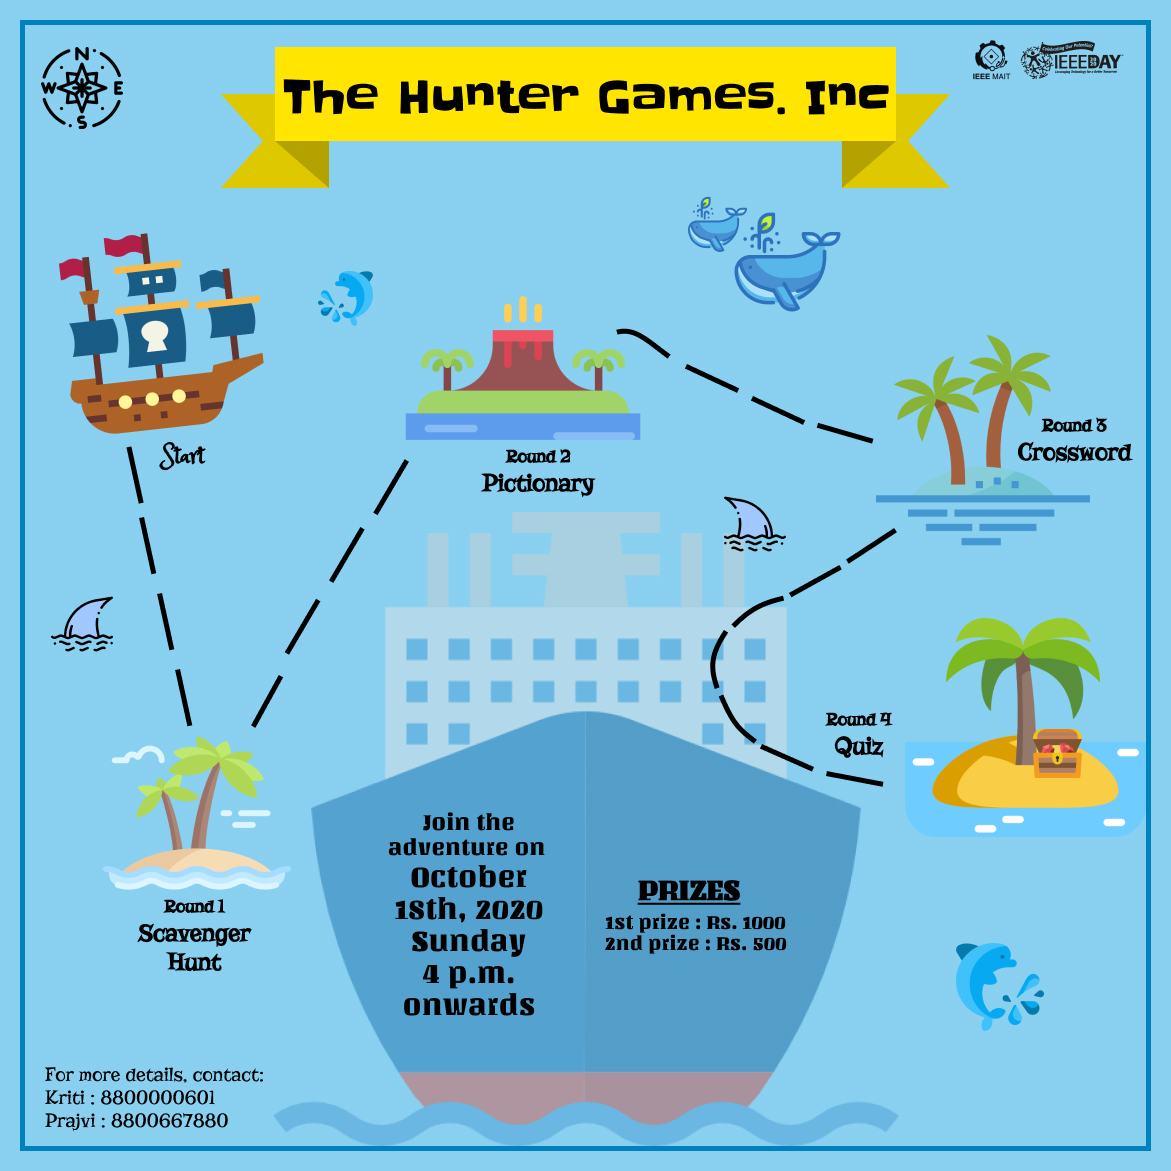 N
W
E
S
The Hunter Games. Inc
IEEE MAIT
Celebrating Our Potential!
IEEE DAY
Leveraging Technology for a Better Tomorrow
Start
Round 2
Pictionary
Round 3
Crossword
Round 4
Quiz
Round 1
Scavenger
Hunt
Join the
adventure on
October
18th, 2020
Sunday
4 p.m.
onwards
PRIZES
1st prize : Rs. 1000
2nd prize : Rs. 500
For more details, contact:
Kriti : 8800000601
Prajvi : 8800667880